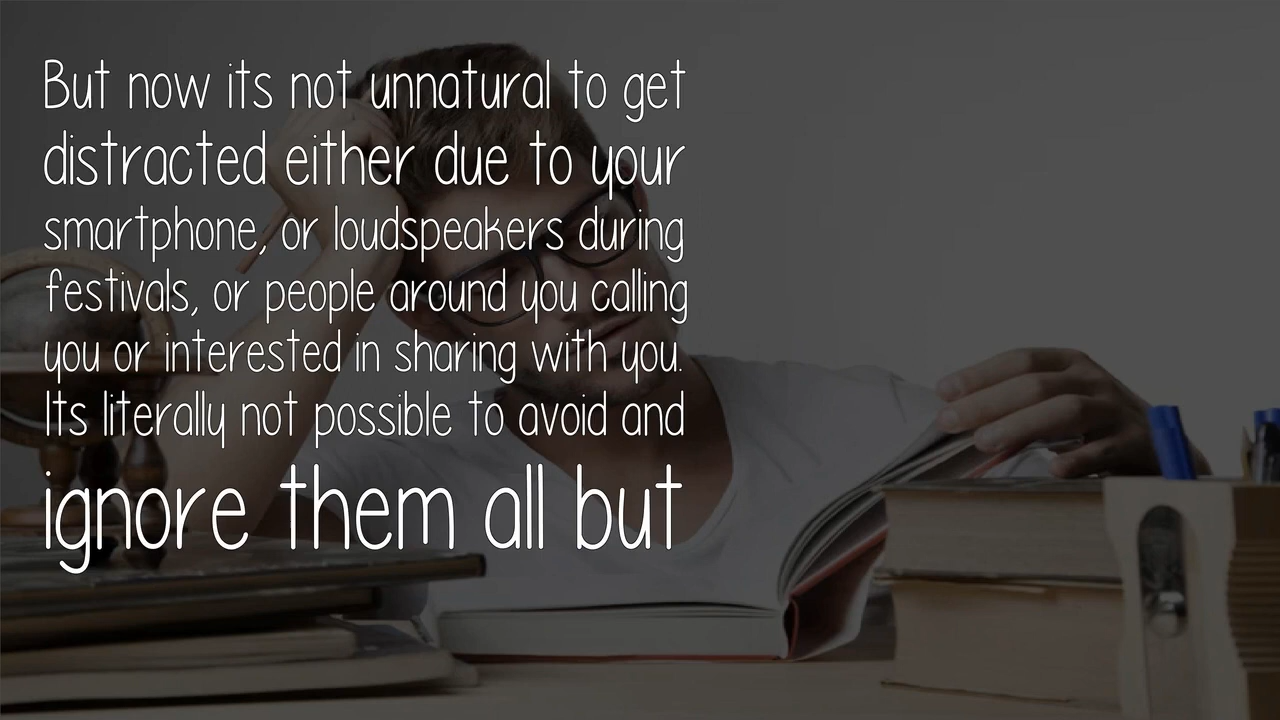 But now its not unnatural to get
distracted either due to your
smartphone, or loudspeakers during
festivals, or people around you calling
you or interested in sharing with you.
Its literally not possible to avoid and
ignore them all but